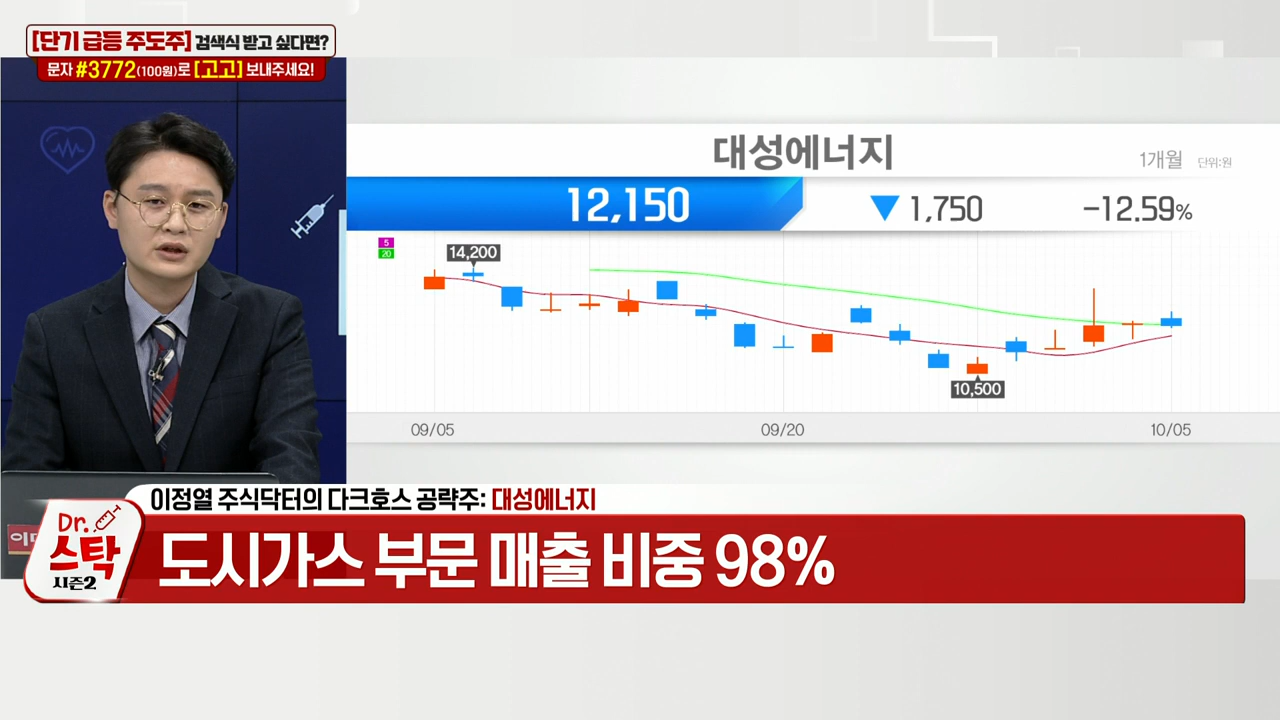 [단기 급등 주도주] 검색식 받고 싶다면?
문자 #3772(100원)로 [고고] 보내주세요!
대성에너지
1개월 단위:원
12,150 ▼ 1,750 -12.59%
5
20
14,200
10,500
09/05 09/20 10/05
이정열 주식닥터의 다크호스 공략주: 대성에너지
Dr.
스탁
시즌2
도시가스 부문 매출 비중 98%